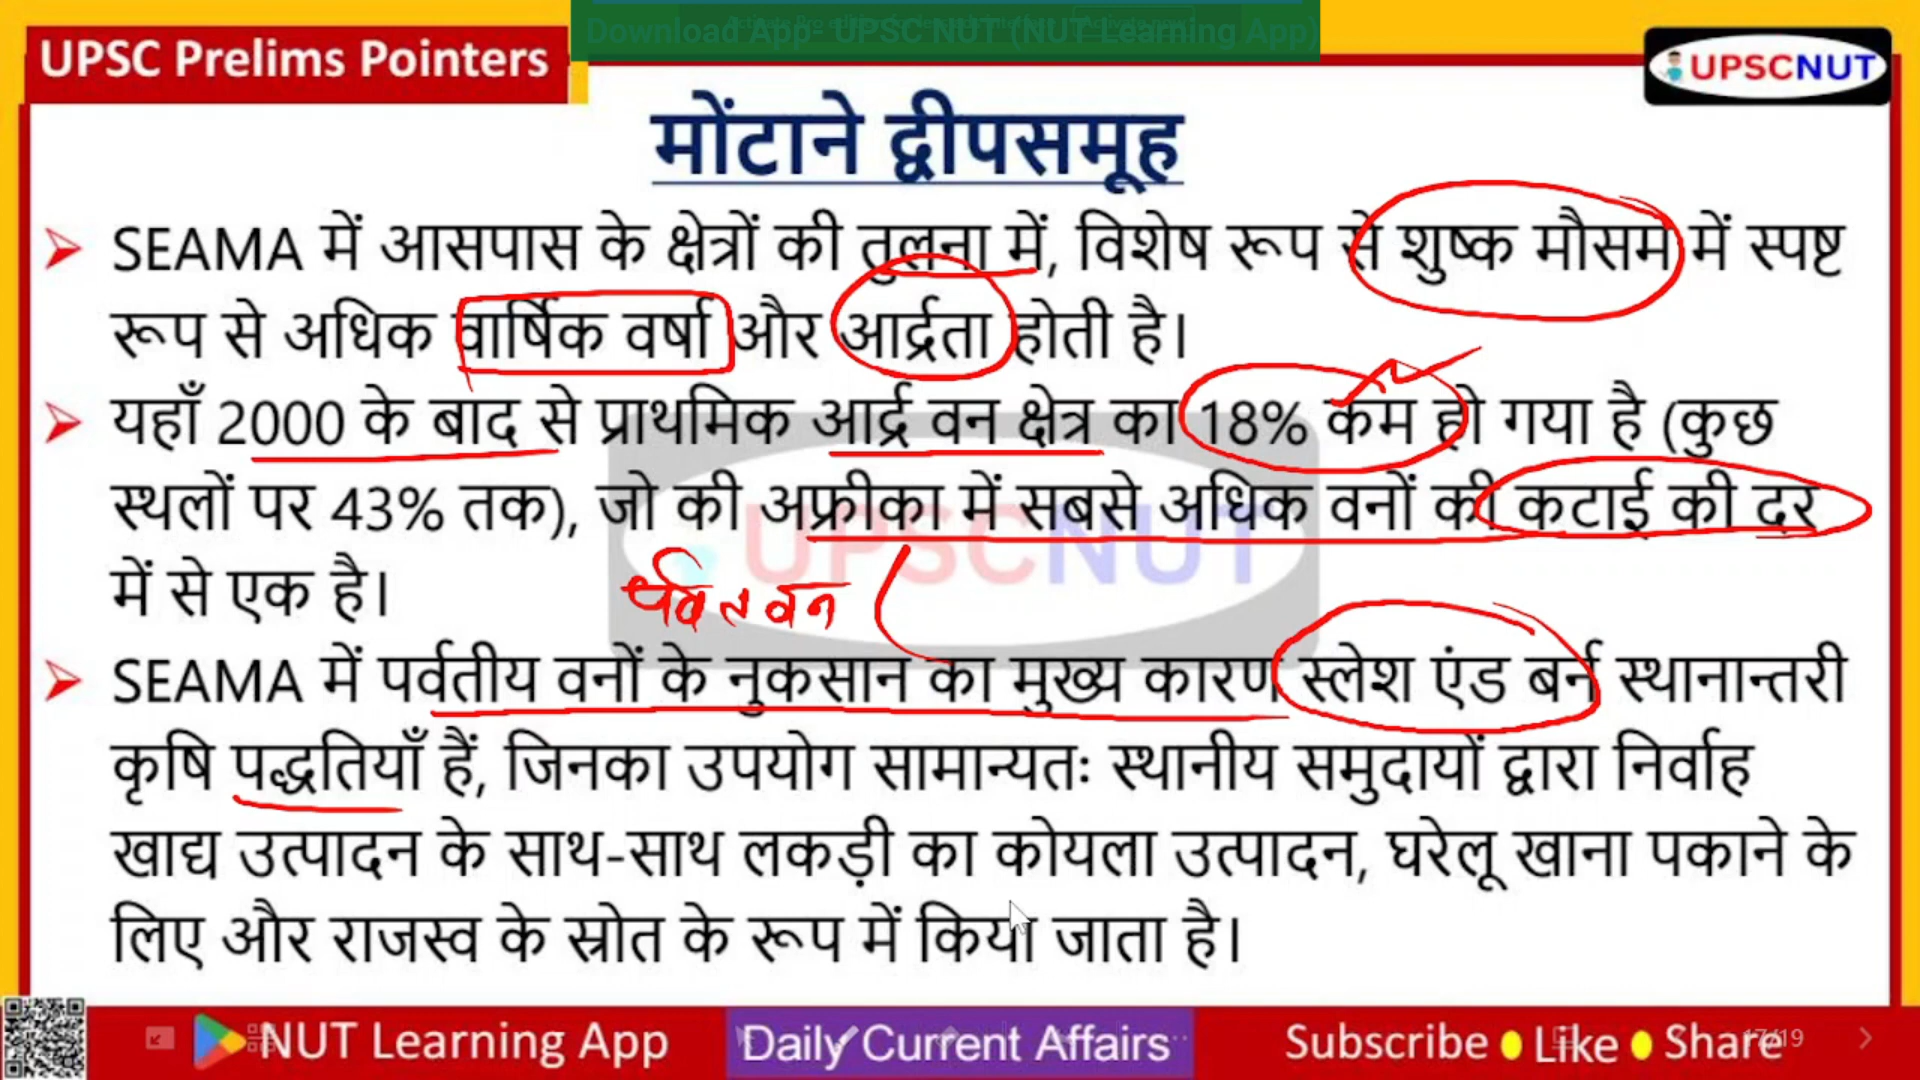 Download App- UPSC NUT (NUT Learning App)
UPSC Prelims Pointers
UPSCNUT
मोंटाने द्वीपसमूह
SEAMA में आसपास के क्षेत्रों की तुलना में, विशेष रूप से शुष्क मौसम में स्पष्ट
रूप से अधिक वार्षिक वर्षा और आर्द्रता होती है।
यहाँ 2000 के बाद से प्राथमिक आर्द्र वन क्षेत्र का 18% कम हो गया है (कुछ
स्थलों पर 43% तक), जो की अफ्रीका में सबसे अधिक वनों की कटाई की दर
में से एक है।
UPSCNUT
वन
SEAMA में पर्वतीय वनों के नुकसान का मुख्य कारण स्लेश एंड बर्न स्थानान्तरी
कृषि पद्धतियाँ हैं, जिनका उपयोग सामान्यतः स्थानीय समुदायों द्वारा निर्वाह
खाद्य उत्पादन के साथ-साथ लकड़ी का कोयला उत्पादन, घरेलू खाना पकाने के
लिए और राजस्व के स्रोत के रूप में किया जाता है।
NUT Learning App
Daily Current Affairs
Subscribe Like Share
17/19